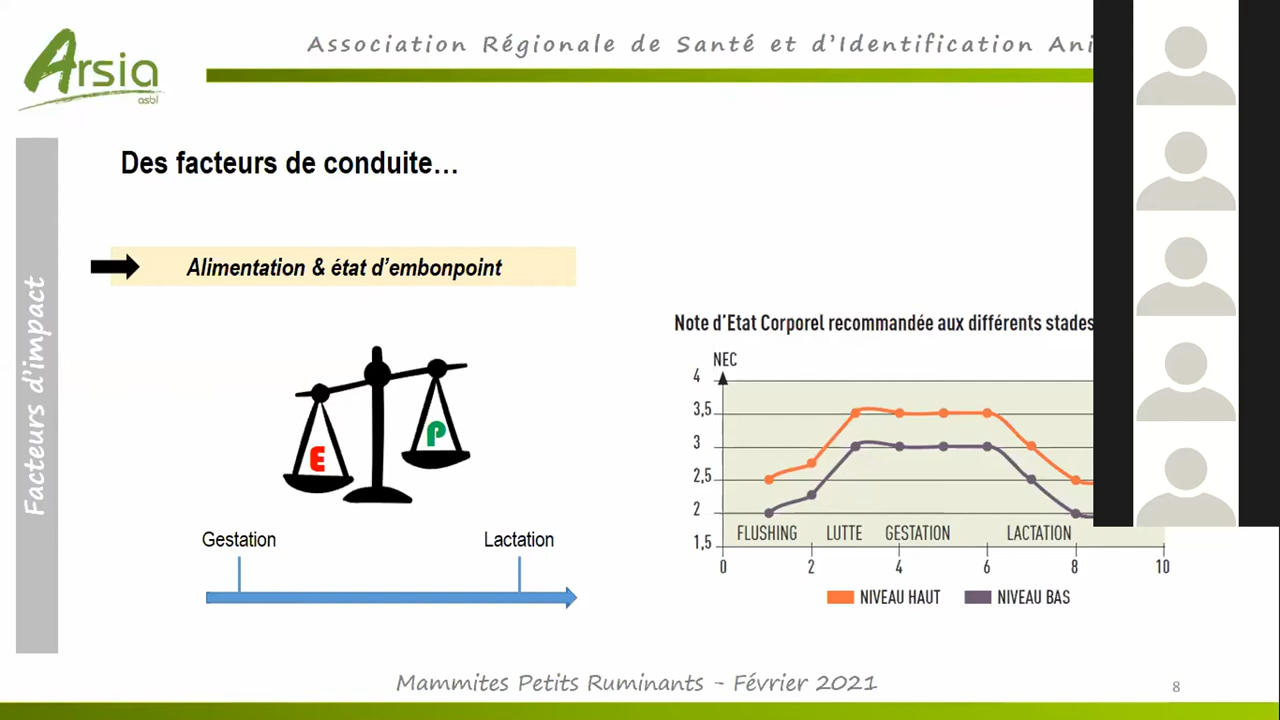 Arsia
asbl
Association Régionale de Santé et d'Identification Ani
Facteurs d'impact
Des facteurs de conduite...
Alimentation & état d'embonpoint
E
P
Gestation
Lactation
Note d'Etat Corporel recommandée aux différents stades
NEC
4
3,5
3
2,5
2
1,5
FLUSHING LUTTE GESTATION LACTATION
0 2 4 6 8 10
NIVEAU HAUT NIVEAU BAS
Mammites Petits Ruminants - Février 2021
8